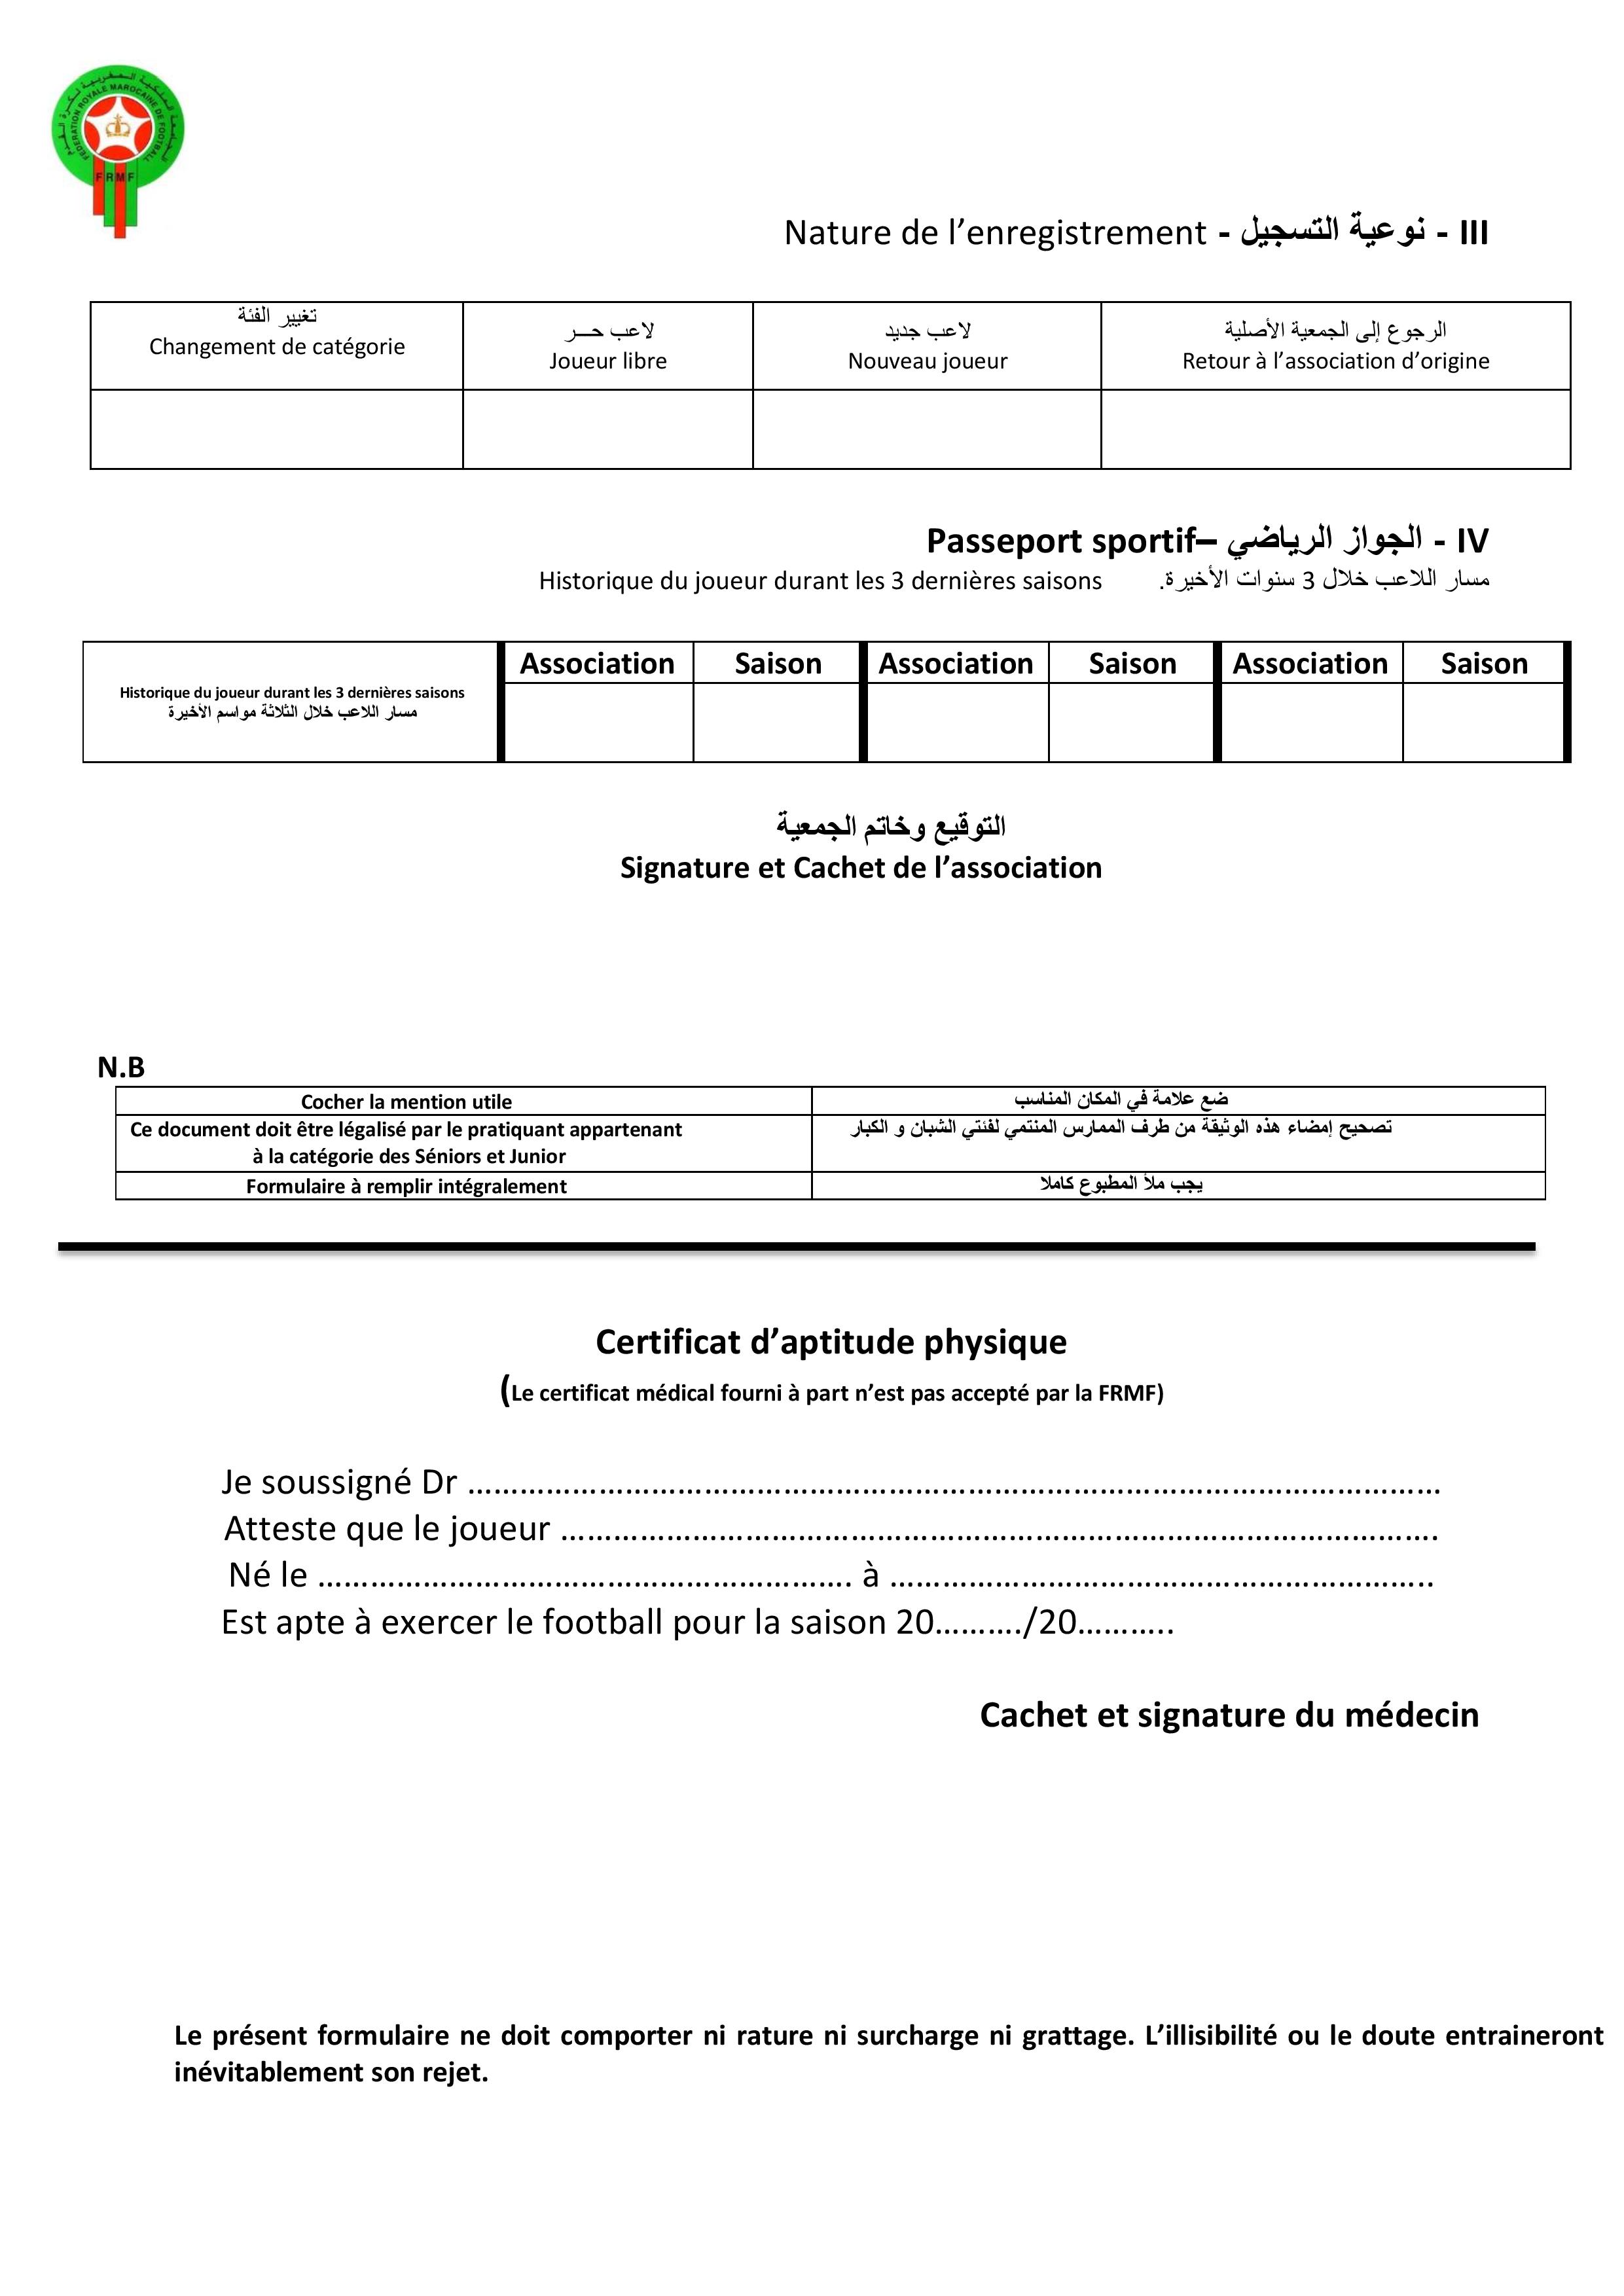 الجامعة الملكية المغربية لكرة القدم
FEDERATION ROYALE MAROCAINE DE FOOTBALL
FRMF
III - نوعية التسجيل - Nature de l’enregistrement
تغيير الفئة
Changement de catégorie
لاعب حـــر
Joueur libre
لاعب جديد
Nouveau joueur
الرجوع إلى الجمعية الأصلية
Retour à l’association d’origine
IV - الجواز الرياضي –Passeport sportif
مسار اللاعب خلال 3 سنوات الأخيرة. Historique du joueur durant les 3 dernières saisons
Historique du joueur durant les 3 dernières saisons
مسار اللاعب خلال الثلاثة مواسم الأخيرة
Association Saison Association Saison Association Saison
التوقيع وخاتم الجمعية
Signature et Cachet de l’association
N.B
Cocher la mention utile ضع علامة في المكان المناسب
Ce document doit être légalisé par le pratiquant appartenant تصحيح إمضاء هذه الوثيقة من طرف الممارس المنتمي لفئتي الشبان و الكبار
à la catégorie des Séniors et Junior
Formulaire à remplir intégralement يجب ملأ المطبوع كاملا
Certificat d’aptitude physique
(Le certificat médical fourni à part n’est pas accepté par la FRMF)
Je soussigné Dr ……………………………………………………………………………………………
Atteste que le joueur ………………………………………………………………………………….
Né le …………………………………………………. à …………………………………………………..
Est apte à exercer le football pour la saison 20………./20………..
Cachet et signature du médecin
Le présent formulaire ne doit comporter ni rature ni surcharge ni grattage. L’illisibilité ou le doute entraineront
inévitablement son rejet.